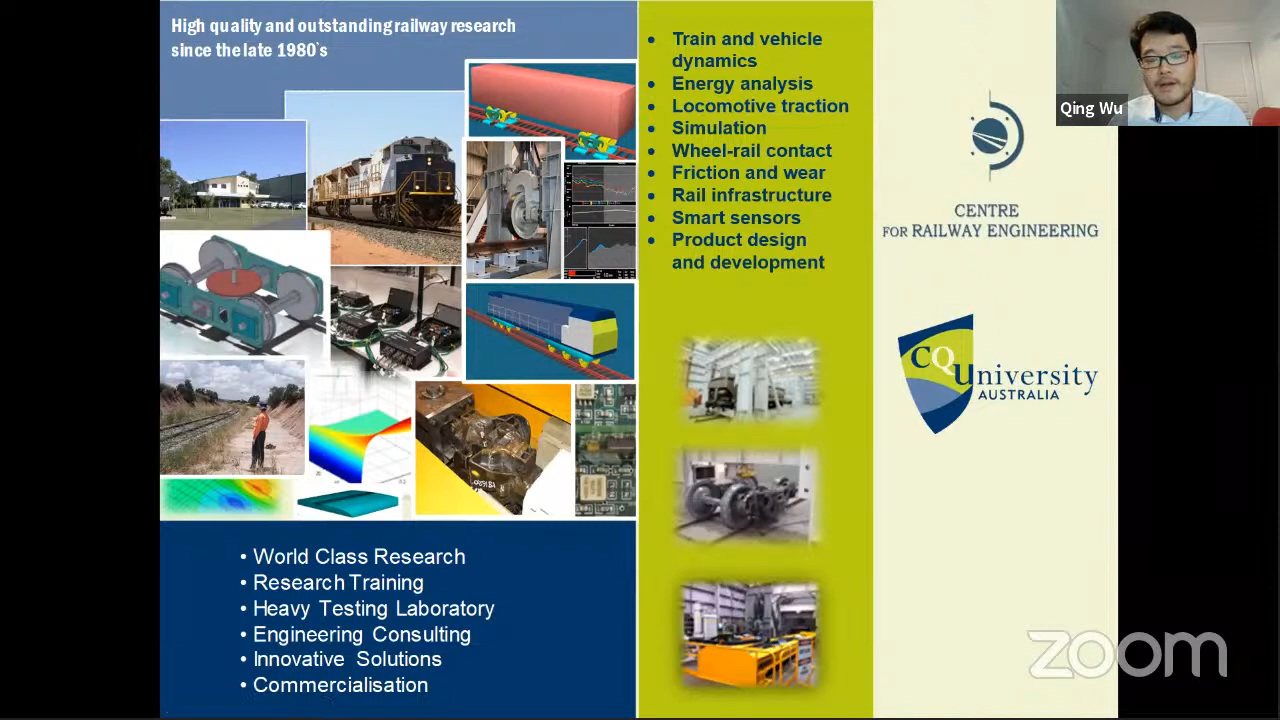 High quality and outstanding railway research
since the late 1980`s
• Train and vehicle
dynamics
• Energy analysis
• Locomotive traction
• Simulation
• Wheel-rail contact
• Friction and wear
• Rail infrastructure
• Smart sensors
• Product design
and development
Qing Wu
CENTRE
FOR RAILWAY ENGINEERING
CQUniversity
AUSTRALIA
• World Class Research
• Research Training
• Heavy Testing Laboratory
• Engineering Consulting
• Innovative Solutions
• Commercialisation
zoom